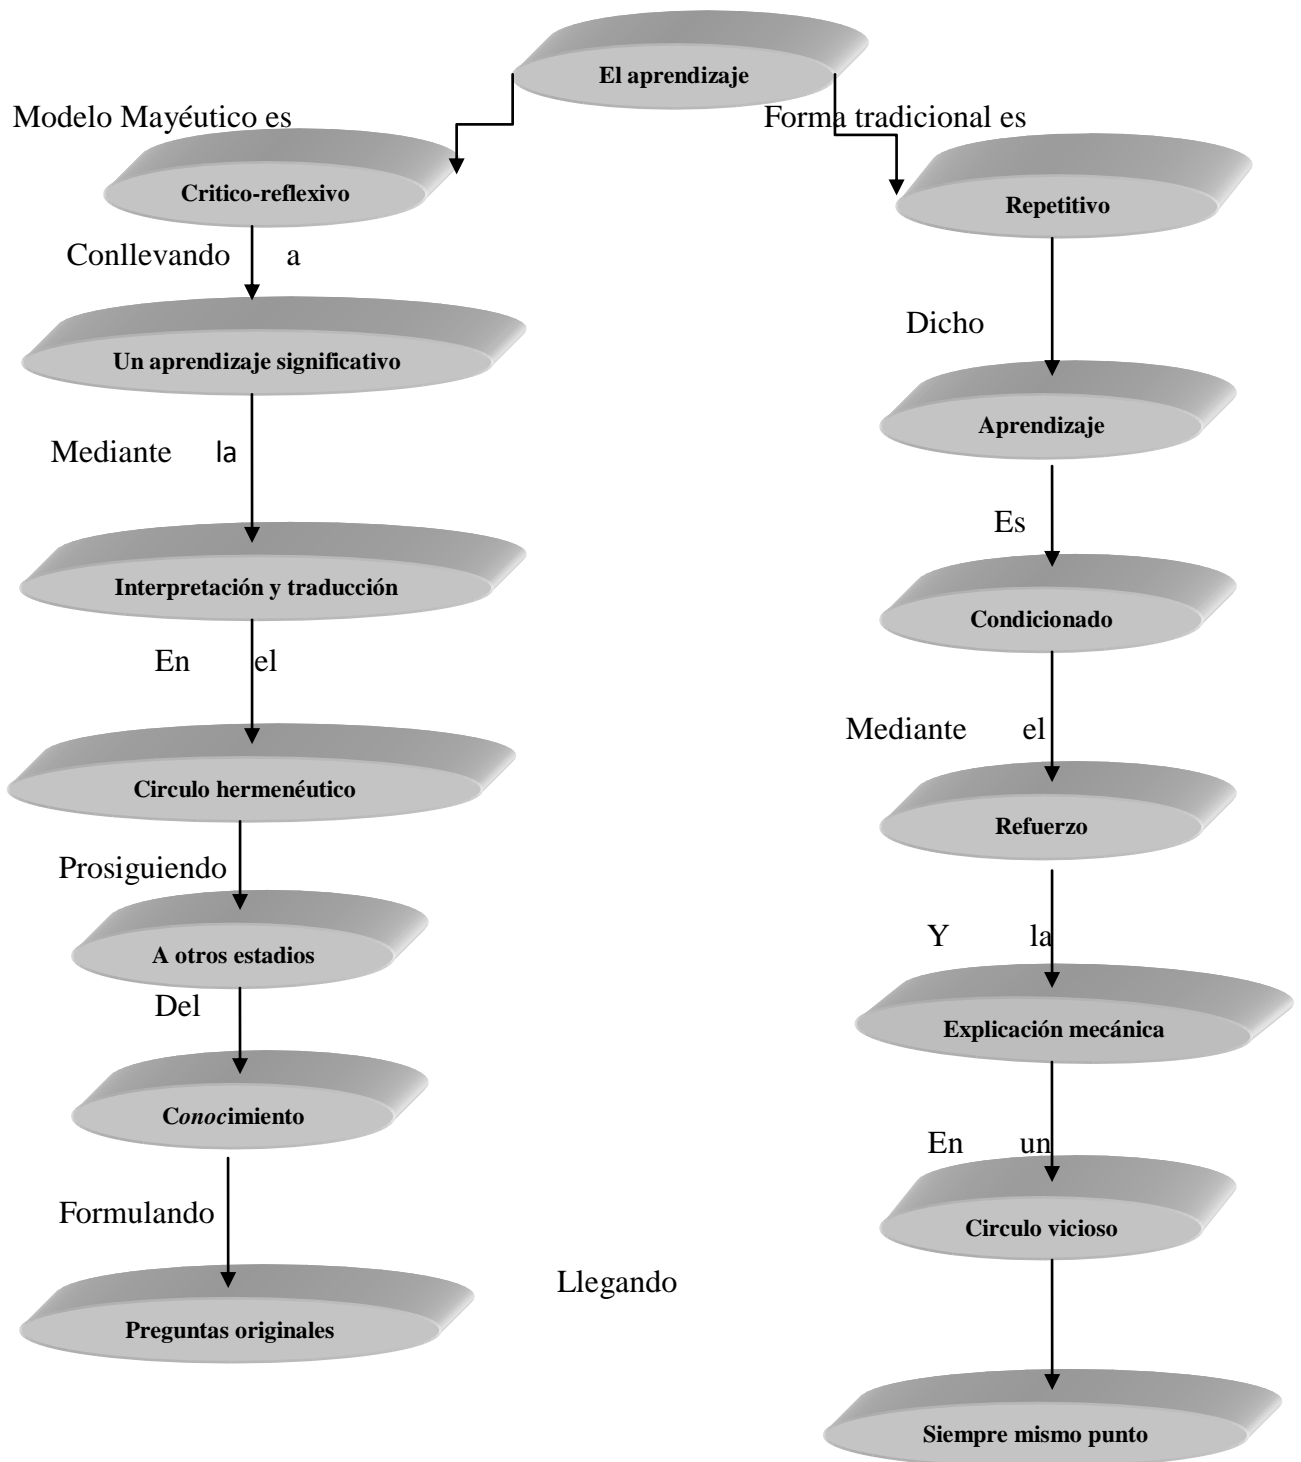 El aprendizaje
Modelo Mayéutico es
Forma tradicional es
Critico-reflexivo
Conllevando a
Un aprendizaje significativo
Mediante la
Interpretación y traducción
En el
Circulo hermenéutico
Prosiguiendo
A otros estadios
Del
Conocimiento
Formulando
Preguntas originales
Repetitivo
Dicho
Aprendizaje
Es
Condicionado
Mediante el
Refuerzo
Y la
Explicación mecánica
En un
Circulo vicioso
Llegando
Siempre mismo punto